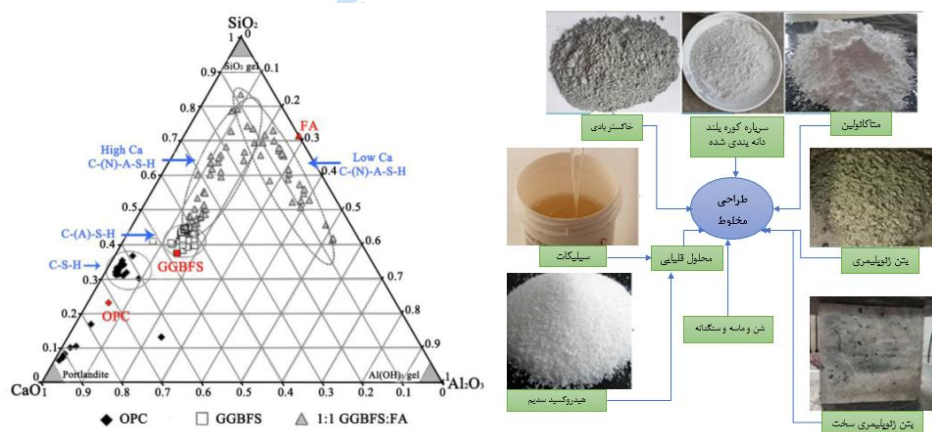 SiO₂
0
1
SiO₂ gel
0.9
0.1
0.8
0.2
FA
0.7
0.3
High Ca
C-(N)-A-S-H
Low Ca
C-(N)-A-S-H
0.6
0.4
0.5
0.5
C-(A)-S-H
0.4
0.6
GGBFS
C-S-H
0.3
0.7
OPC
0.2
0.8
0.1
0.9
Portlandite
Al(OH)₃ gel
CaO
1
0
0.9
0.8
0.7
0.6
0.5
0.4
0.3
0.2
0.1
0
1
Al₂O₃
OPC
GGBFS
1:1 GGBFS:FA
خاکستر بادی
سرباره کوره بلند
دانه بندی شده
متاکائولین
طراحی
مخلوط
سیلیکات
محلول قلیایی
بتن ژئوپلیمری
شن و ماسه و سنگدانه
هیدروکسید سدیم
بتن ژئوپلیمری سخت